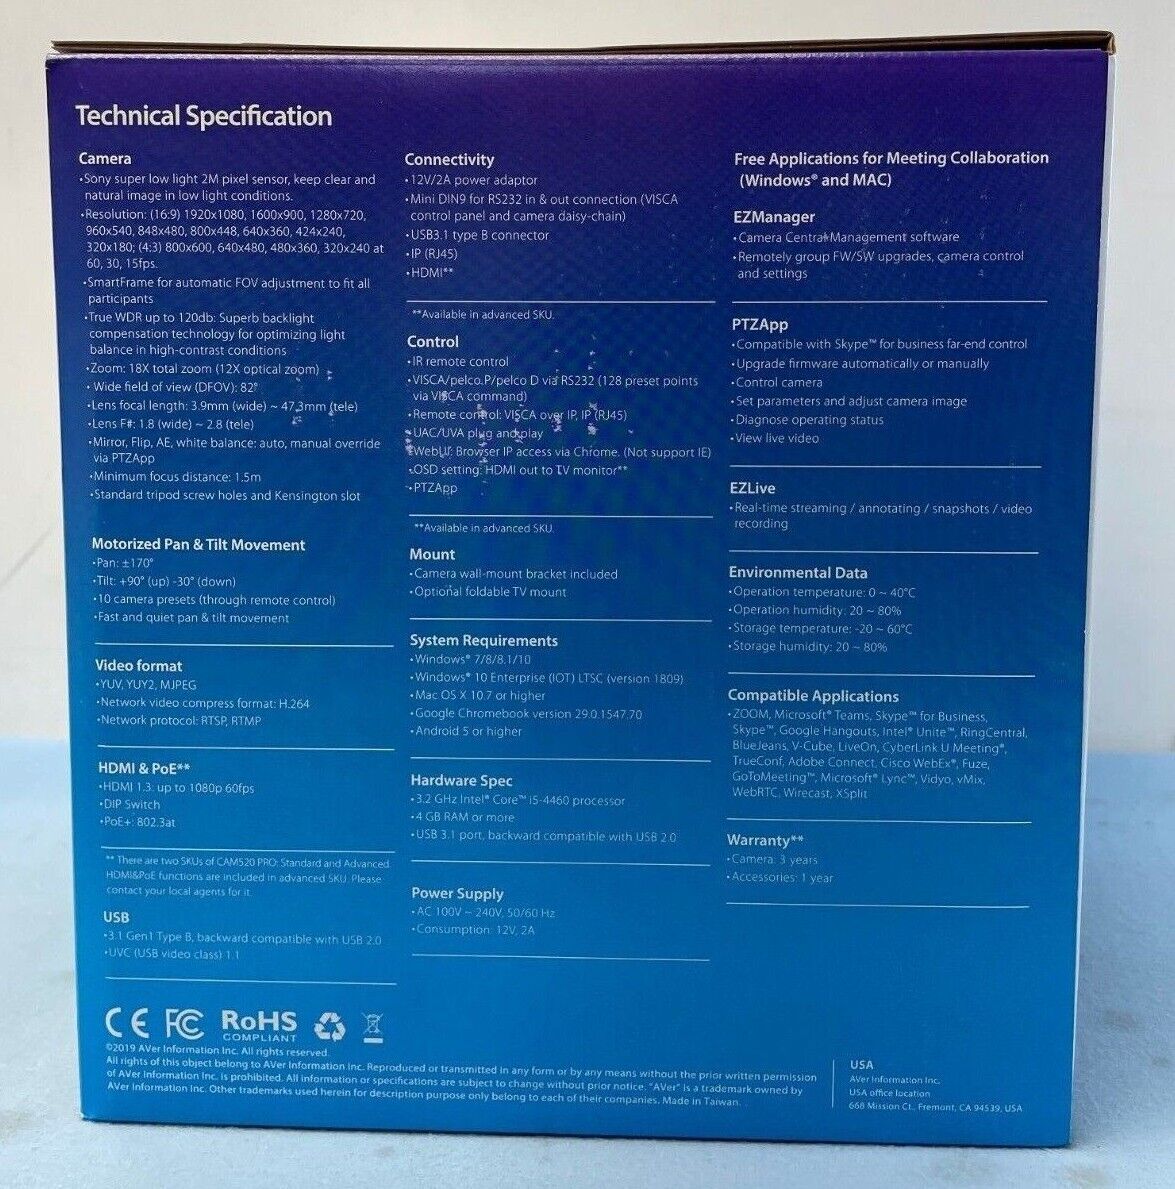 Technical Specification
Camera
•Sony super low light 2M pixel sensor, keep clear and
natural image in low light conditions.
•Resolution: (16:9) 1920x1080, 1600x900, 1280x720,
960x540, 848x480, 800x448, 640x360, 424x240,
320x180; (4:3) 800x600, 640x480, 480x360, 320x240 at
60, 30, 15fps.
•SmartFrame for automatic FOV adjustment to fit all
participants
•True WDR up to 120db: Superb backlight
compensation technology for optimizing light
balance in high-contrast conditions
•Zoom: 18X total zoom (12X optical zoom)
• Wide field of view (DFOV): 82°
•Lens focal length: 3.9mm (wide) ~ 47.3mm (tele)
•Lens F#: 1.8 (wide) ~ 2.8 (tele)
•Mirror, Flip, AE, white balance: auto, manual override
via PTZApp
•Minimum focus distance: 1.5m
•Standard tripod screw holes and Kensington slot
Motorized Pan & Tilt Movement
•Pan: ±170°
•Tilt: +90° (up) -30° (down)
•10 camera presets (through remote control)
•Fast and quiet pan & tilt movement
Video format
•YUV, YUY2, MJPEG
•Network video compress format: H.264
•Network protocol: RTSP, RTMP
HDMI & PoE**
•HDMI 1.3: up to 1080p 60fps
•DIP Switch
•PoE+: 802.3at
** There are two SKUs of CAM520 PRO: Standard and Advanced.
HDMI&PoE functions are included in advanced SKU. Please
contact your local agents for it.
USB
•3.1 Gen1 Type B, backward compatible with USB 2.0
•UVC (USB video class) 1.1
Connectivity
•12V/2A power adaptor
•Mini DIN9 for RS232 in & out connection (VISCA
control panel and camera daisy-chain)
•USB3.1 type B connector
•IP (RJ45)
•HDMI**
**Available in advanced SKU.
Control
•IR remote control
•VISCA/pelco.P/pelco D via RS232 (128 preset points
via VISCA command)
•Remote control: VISCA over IP, IP (RJ45)
•UAC/UVA plug and play
•WebUI: Browser IP access via Chrome. (Not support IE)
•OSD setting: HDMI out to TV monitor**
•PTZApp
**Available in advanced SKU.
Mount
•Camera wall-mount bracket included
•Optional foldable TV mount
System Requirements
•Windows® 7/8/8.1/10
•Windows® 10 Enterprise (IOT) LTSC (version 1809)
•Mac OS X 10.7 or higher
•Google Chromebook version 29.0.1547.70
•Android 5 or higher
Hardware Spec
•3.2 GHz Intel® Core™ i5-4460 processor
•4 GB RAM or more
•USB 3.1 port, backward compatible with USB 2.0
Power Supply
•AC 100V ~ 240V, 50/60 Hz
•Consumption: 12V, 2A
Free Applications for Meeting Collaboration
(Windows® and MAC)
EZManager
•Camera Central Management software
•Remotely group FW/SW upgrades, camera control
and settings
PTZApp
•Compatible with Skype™ for business far-end control
•Upgrade firmware automatically or manually
•Control camera
•Set parameters and adjust camera image
•Diagnose operating status
•View live video
EZLive
•Real-time streaming / annotating / snapshots / video
recording
Environmental Data
•Operation temperature: 0 ~ 40°C
•Operation humidity: 20 ~ 80%
•Storage temperature: -20 ~ 60°C
•Storage humidity: 20 ~ 80%
Compatible Applications
•ZOOM, Microsoft® Teams, Skype™ for Business,
Skype™, Google Hangouts, Intel® Unite™, RingCentral,
BlueJeans, V-Cube, LiveOn, CyberLink U Meeting®,
TrueConf, Adobe Connect, Cisco WebEx®, Fuze,
GoToMeeting™, Microsoft® Lync™, Vidyo, vMix,
WebRTC, Wirecast, XSplit
Warranty**
•Camera: 3 years
•Accessories: 1 year
CE FC RoHS
COMPLIANT
©2019 AVer Information Inc. All rights reserved.
All rights of this object belong to AVer Information Inc. Reproduced or transmitted in any form or by any means without the prior written permission
of AVer Information Inc. is prohibited. All information or specifications are subject to change without prior notice. "AVer" is a trademark owned by
AVer Information Inc. Other trademarks used herein for description purpose only belong to each of their companies. Made in Taiwan.
USA
AVer Information Inc.
USA office location
668 Mission Ct., Fremont, CA 94539, USA